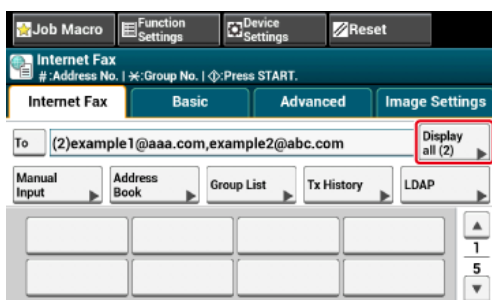 Job Macro
Function
Settings
Device
Settings
Reset
Internet Fax
#:Address No. | ⚹:Group No. | :Press START.
Internet Fax
Basic
Advanced
Image Settings
To
(2)example1@aaa.com,example2@abc.com
Display
all (2)
Manual
Input
Address
Book
Group List
Tx History
LDAP
1
5